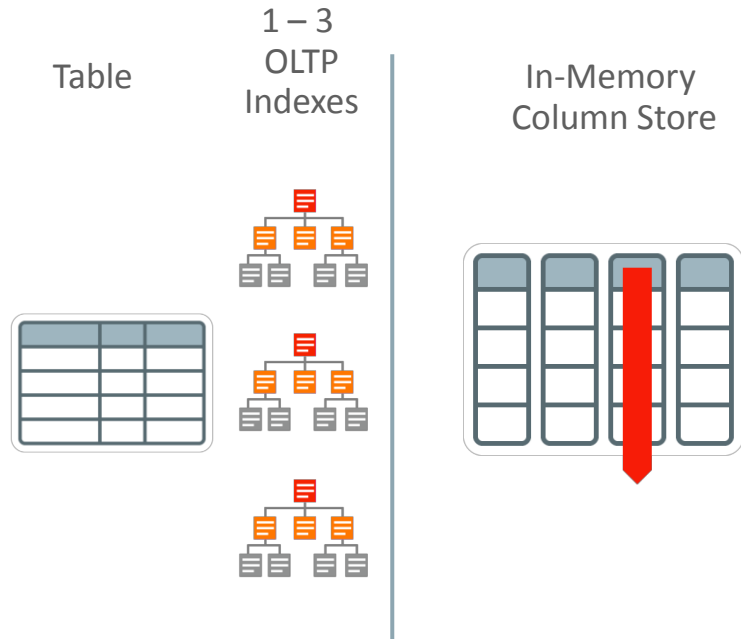 Table
1 – 3
OLTP
Indexes
In-Memory
Column Store